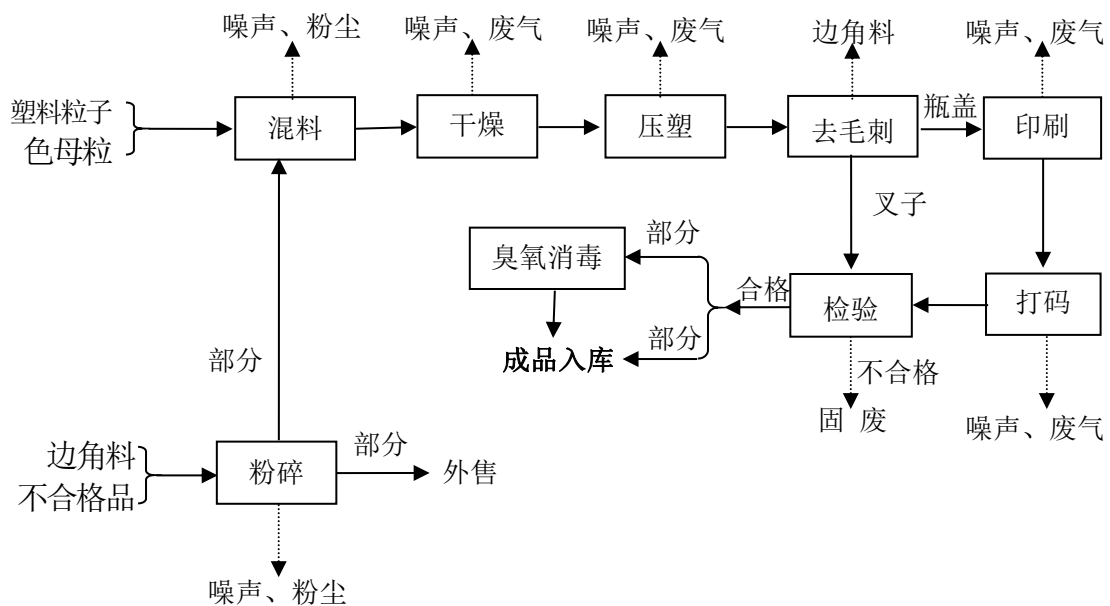 噪声、粉尘
噪声、废气
噪声、废气
边角料
噪声、废气
塑料粒子
色母粒
混料
干燥
压塑
去毛刺
瓶盖
印刷
叉子
部分
臭氧消毒
合格
检验
打码
部分
成品入库
部分
不合格
固 废
噪声、废气
边角料
不合格品
粉碎
部分
外售
噪声、粉尘